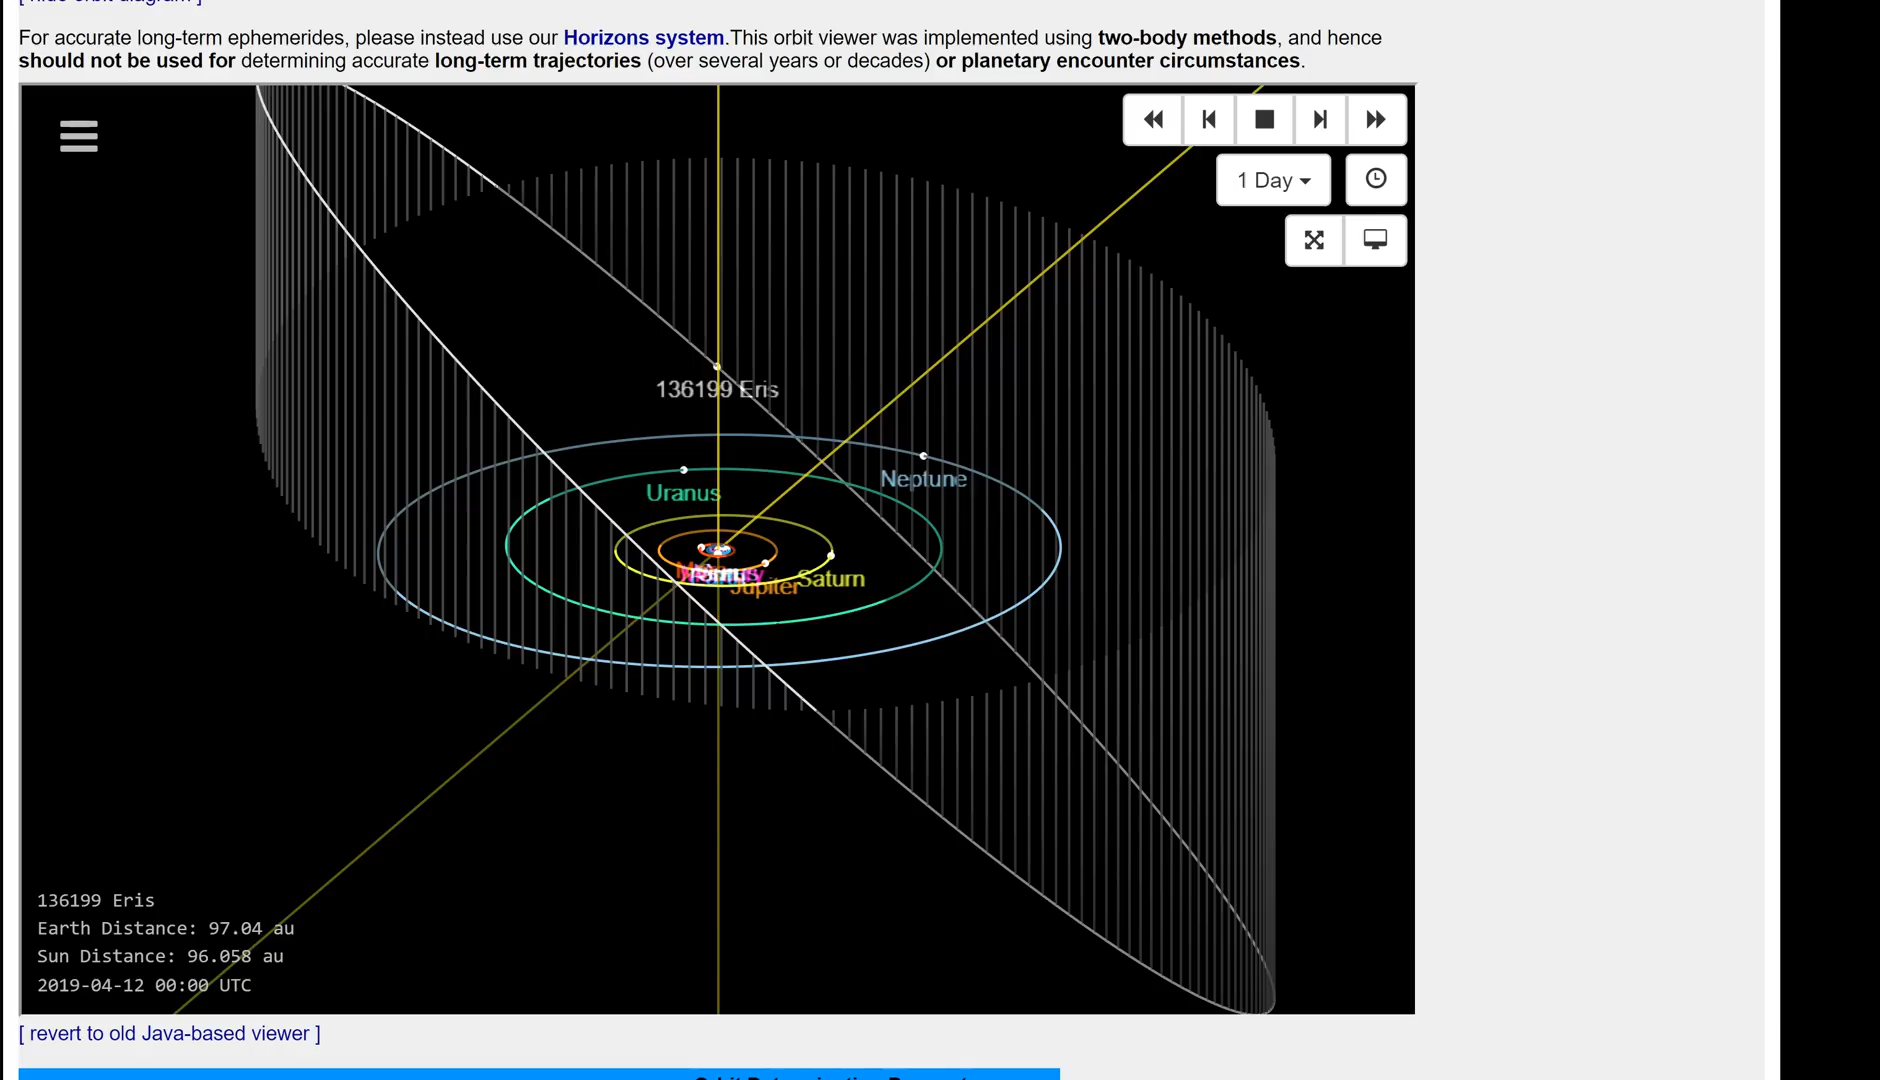 [ hide orbit diagram ]
For accurate long-term ephemerides, please instead use our Horizons system.This orbit viewer was implemented using two-body methods, and hence
should not be used for determining accurate long-term trajectories (over several years or decades) or planetary encounter circumstances.
1 Day
136199 Eris
Neptune
Uranus
Saturn
Jupiter
136199 Eris
Earth Distance: 97.04 au
Sun Distance: 96.058 au
2019-04-12 00:00 UTC
[ revert to old Java-based viewer ]